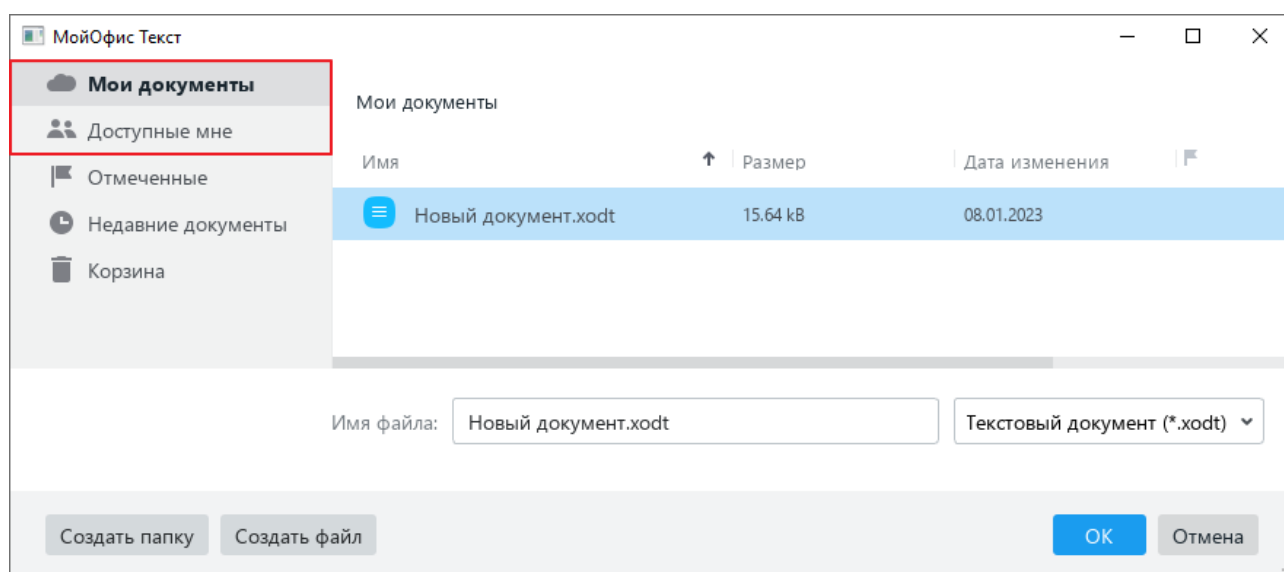 МойОфис Текст
Мои документы
Доступные мне
Отмеченные
Недавние документы
Корзина
Мои документы
Имя Размер Дата изменения
Новый документ.xodt 15.64 kB 08.01.2023
Имя файла: Новый документ.xodt Текстовый документ (*.xodt)
Создать папку Создать файл OK Отмена